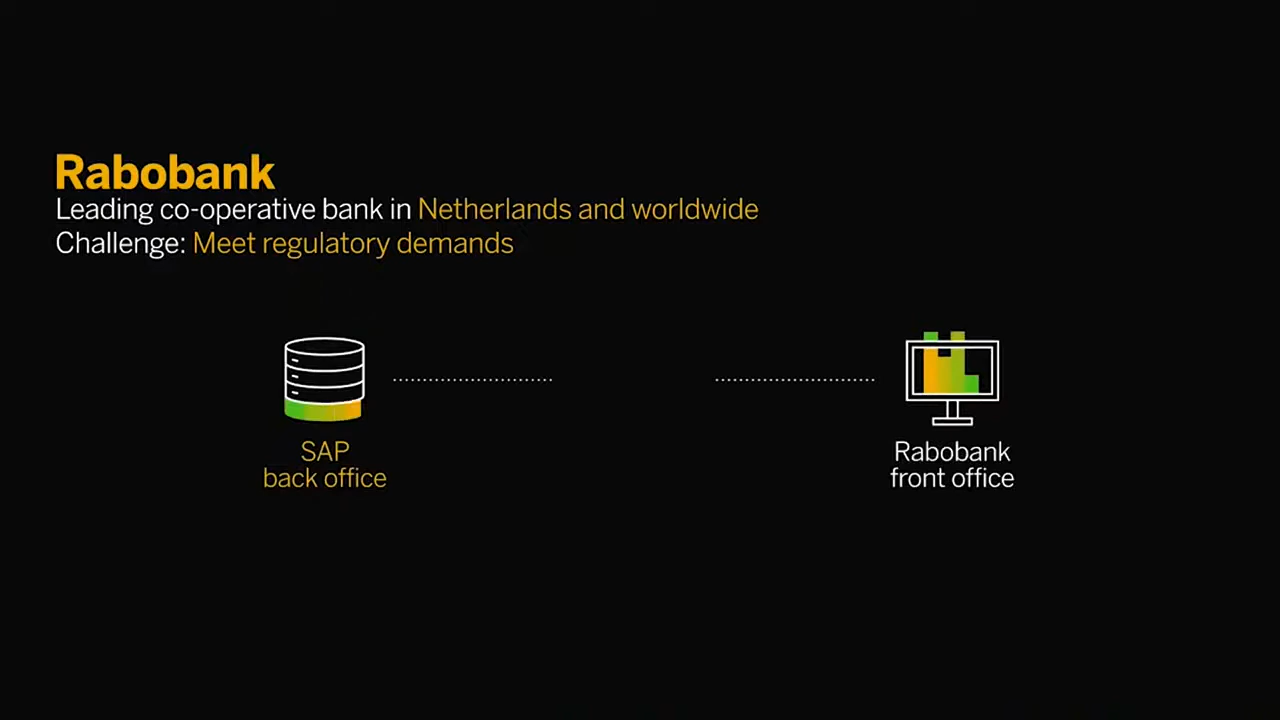 Rabobank
Leading co-operative bank in Netherlands and worldwide
Challenge: Meet regulatory demands
SAP
back office
Rabobank
front office